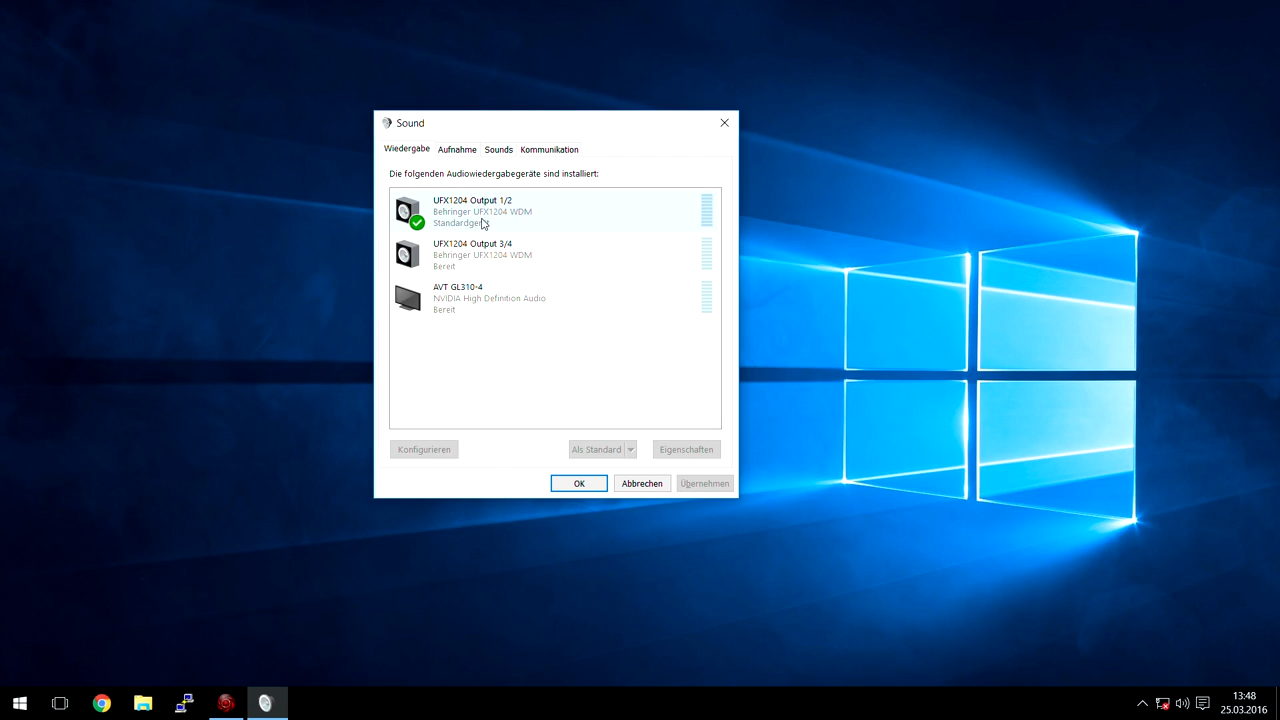 Sound
Wiedergabe Aufnahme Sounds Kommunikation
Die folgenden Audiowiedergabegeräte sind installiert:
UFX1204 Output 1/2
Behringer UFX1204 WDM
UFX1204 Output 3/4
Behringer UFX1204 WDM
Bereit
AVT GL310-4
NVIDIA High Definition Audio
Bereit
Konfigurieren Als Standard Eigenschaften
OK Abbrechen Übernehmen
13:48
25.03.2016